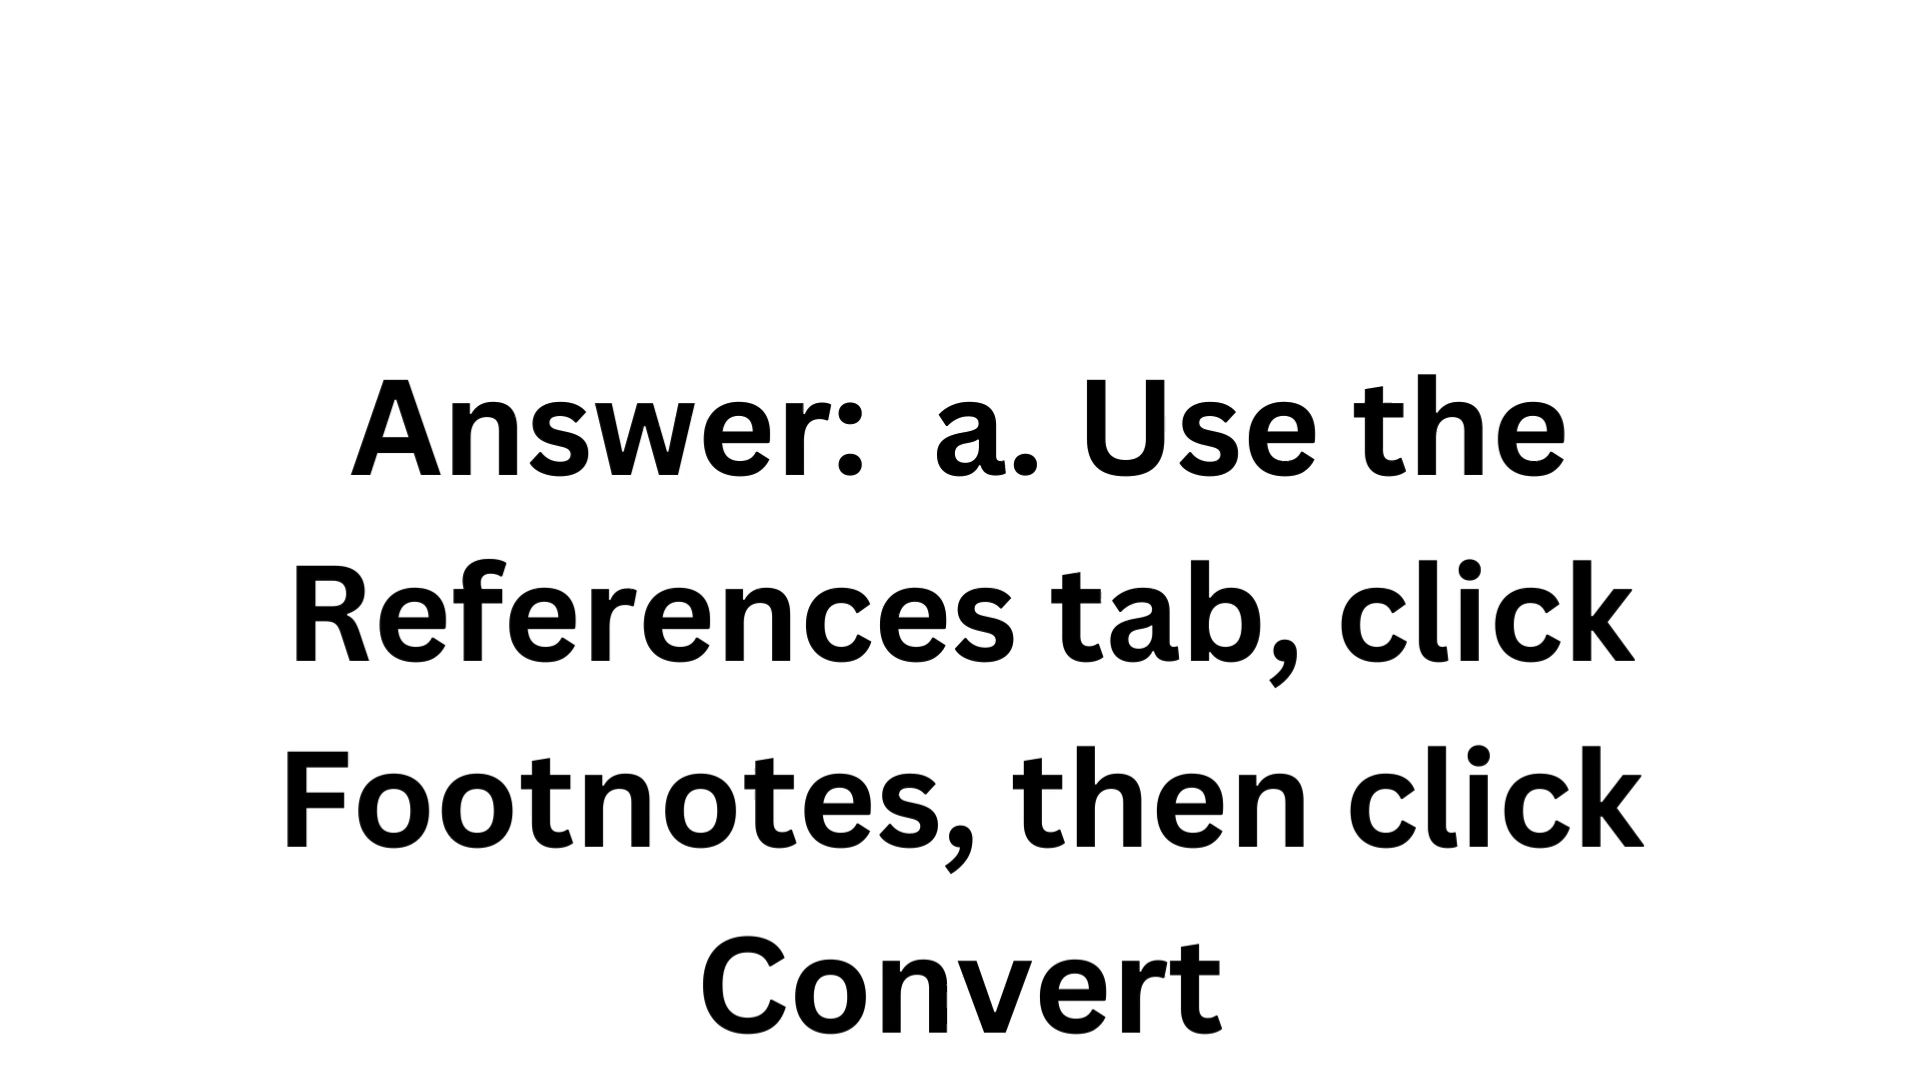 Answer:  a. Use the
References tab, click
Footnotes, then click
Convert